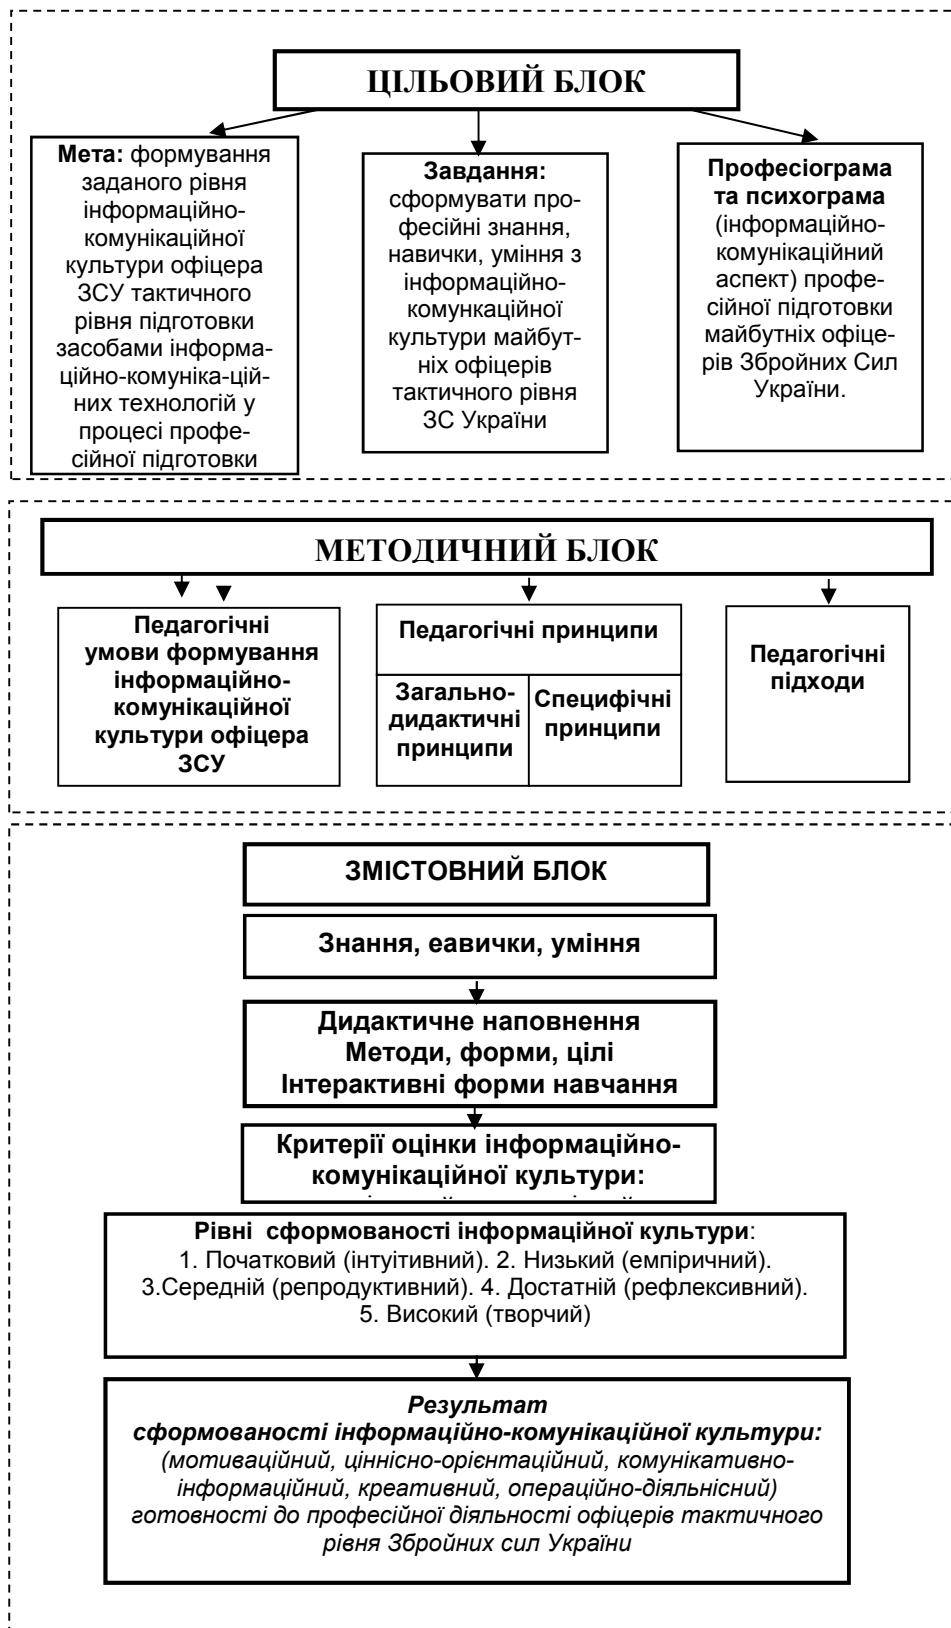 ЦІЛЬОВИЙ БЛОК
Мета: формування
заданого рівня
інформаційно-
комунікаційної
культури офіцера
ЗСУ тактичного
рівня підготовки
засобами інформа-
ційно-комуніка-цій-
них технологій у
процесі профе-
сійної підготовки
Завдання:
сформувати про-
фесійні знання,
навички, уміння з
інформаційно-
комункаційної
культури майбут-
ніх офіцерів
тактичного рівня
ЗС України
Професіограма
та психограма
(інформаційно-
комунікаційний
аспект) профе-
сійної підготовки
майбутніх офіце-
рів Збройних Сил
України.
МЕТОДИЧНИЙ БЛОК
Педагогічні
умови формування
інформаційно-
комунікаційної
культури офіцера
ЗСУ
Педагогічні принципи
Загально-
дидактичні
принципи
Специфічні
принципи
Педагогічні
підходи
ЗМІСТОВНИЙ БЛОК
Знання, еавички, уміння
Дидактичне наповнення
Методи, форми, цілі
Інтерактивні форми навчання
Критерії оцінки інформаційно-
комунікаційної культури:
Рівні сформованості інформаційної культури:
1. Початковий (інтуітивний). 2. Низький (емпіричний).
3.Середній (репродуктивний). 4. Достатній (рефлексивний).
5. Високий (творчий)
Результат
сформованості інформаційно-комунікаційної культури:
(мотиваційний, ціннісно-орієнтаційний, комунікативно-
інформаційний, креативний, операційно-діяльнісний)
готовності до професійної діяльності офіцерів тактичного
рівня Збройних сил України